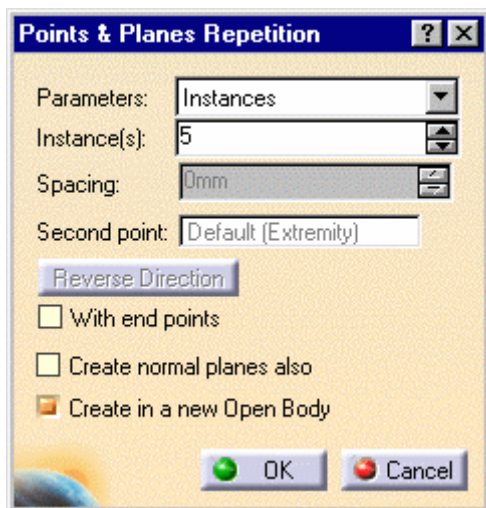 Points & Planes Repetition ? X
Parameters: Instances
Instance(s): 5
Spacing: 0mm
Second point: Default (Extremity)
Reverse Direction
With end points
Create normal planes also
Create in a new Open Body
OK Cancel